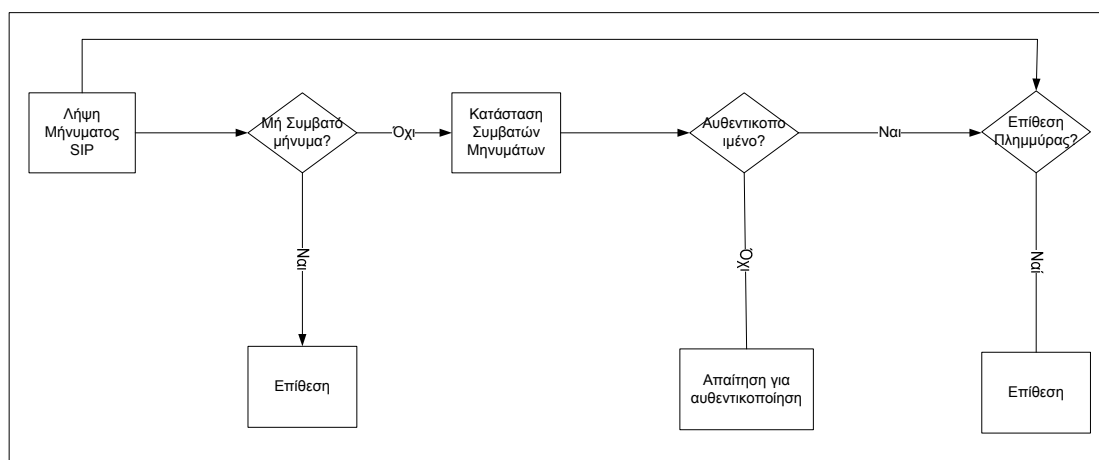 Λήψη
Μήνυματος
SIP
Μή Συμβατό
μήνυμα?
Όχι
Κατάσταση
Συμβατών
Μηνυμάτων
Αυθεντικοπο
ιμένο?
Ναι
Επίθεση
Πλημμύρας?
Ναι
Όχι
Ναί
Επίθεση
Απαίτηση για
αυθεντικοποίηση
Επίθεση